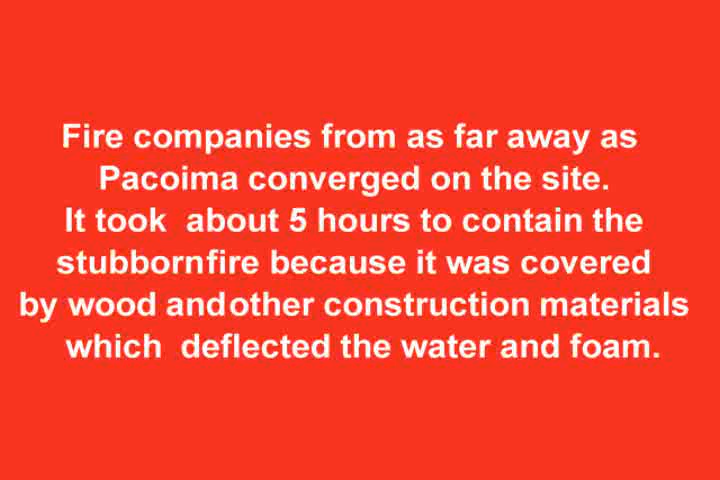 Fire companies from as far away as
Pacoima converged on the site.
It took  about 5 hours to contain the
stubbornfire because it was covered
by wood andother construction materials
which  deflected the water and foam.